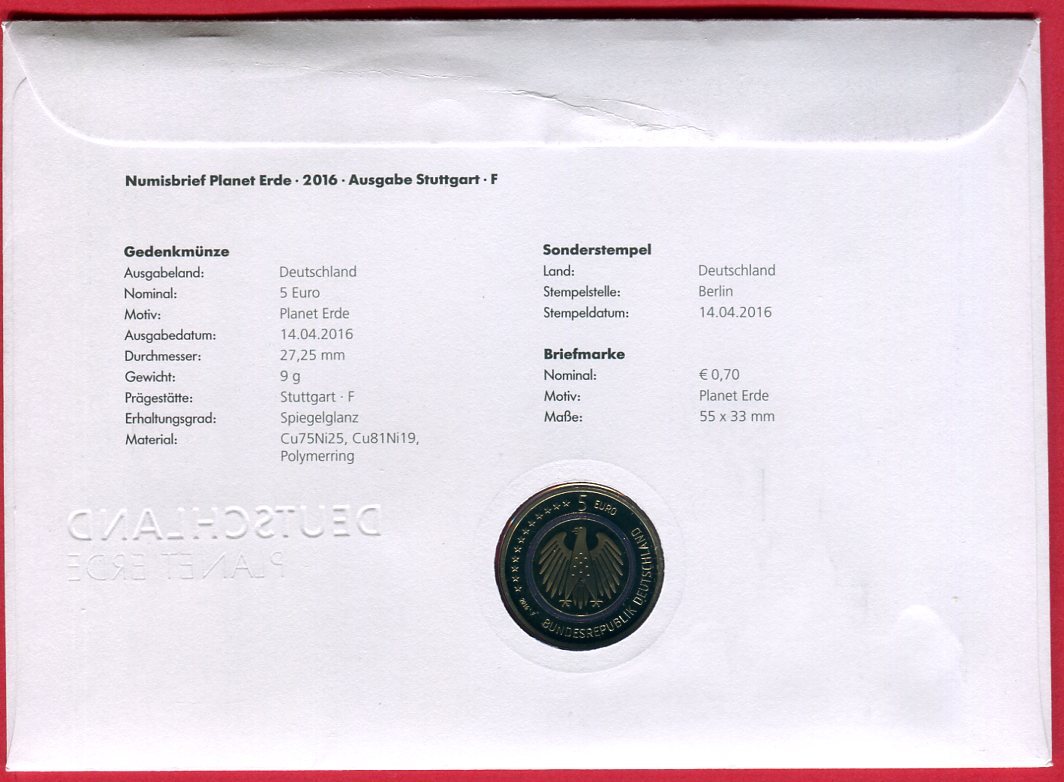 Numisbrief Planet Erde · 2016 · Ausgabe Stuttgart · F
Gedenkmünze
Ausgabeland: Deutschland
Nominal: 5 Euro
Motiv: Planet Erde
Ausgabedatum: 14.04.2016
Durchmesser: 27,25 mm
Gewicht: 9 g
Prägestätte: Stuttgart · F
Erhaltungsgrad: Spiegelglanz
Material: Cu75Ni25, Cu81Ni19,
Polymerring
Sonderstempel
Land: Deutschland
Stempelstelle: Berlin
Stempeldatum: 14.04.2016
Briefmarke
Nominal: € 0,70
Motiv: Planet Erde
Maße: 55 x 33 mm
DEUTSCHLAND
PLANET ERDE
5 EURO
BUNDESREPUBLIK DEUTSCHLAND
2016 F